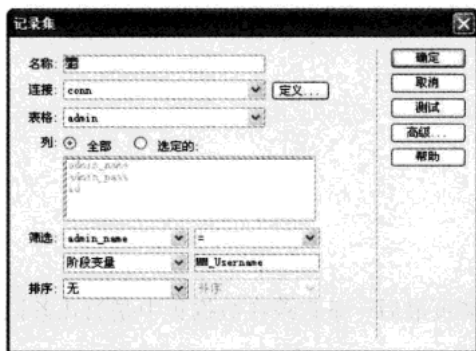 记录集
名称:
连接: conn 定义...
表格: admin
列: 全部 选定的:
admin_name
admin_pass
id
筛选: admin_name =
阶段变量 MM_Username
排序: 无 升序
确定
取消
测试
高级...
帮助